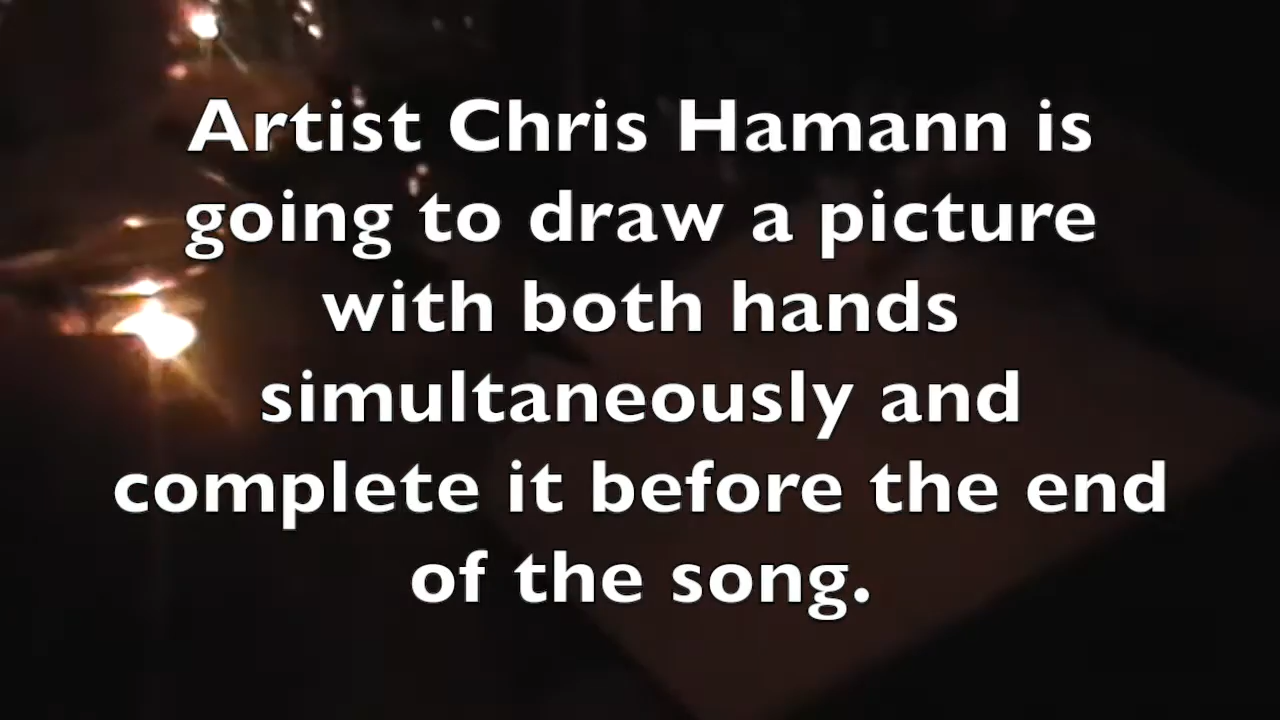 Artist Chris Hamann is
going to draw a picture
with both hands
simultaneously and
complete it before the end
of the song.